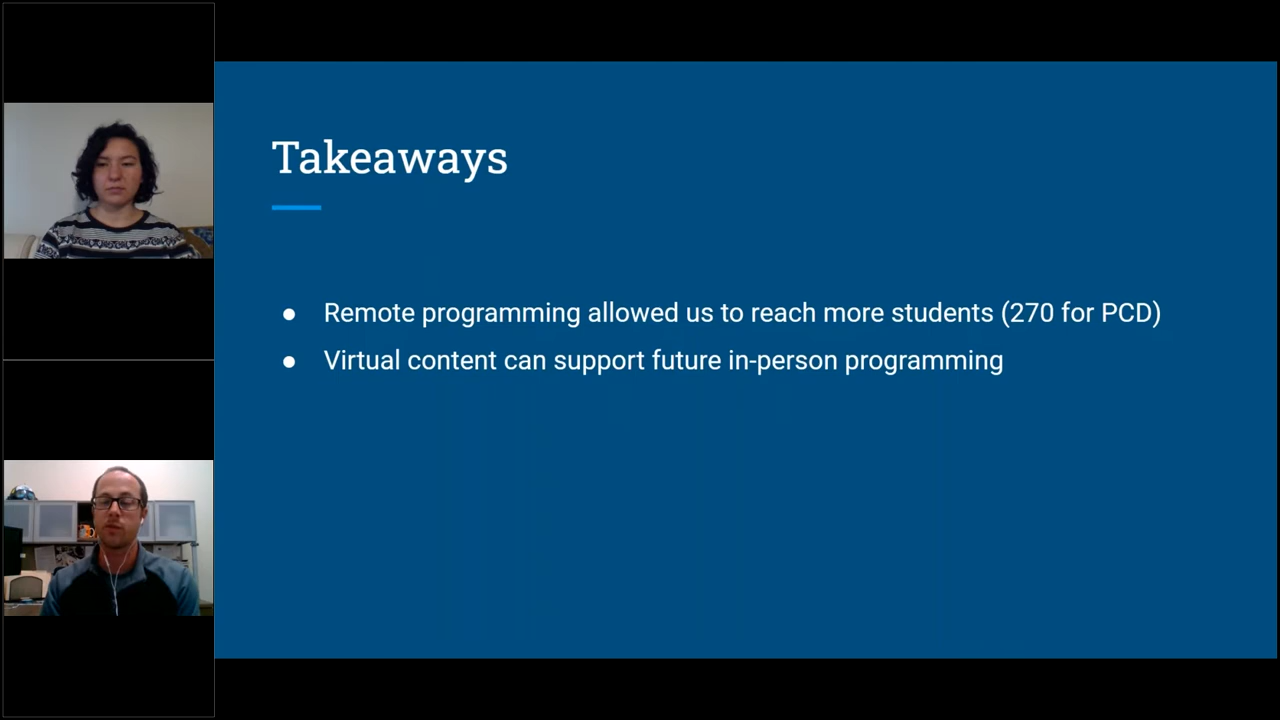 Takeaways
● Remote programming allowed us to reach more students (270 for PCD)
● Virtual content can support future in-person programming